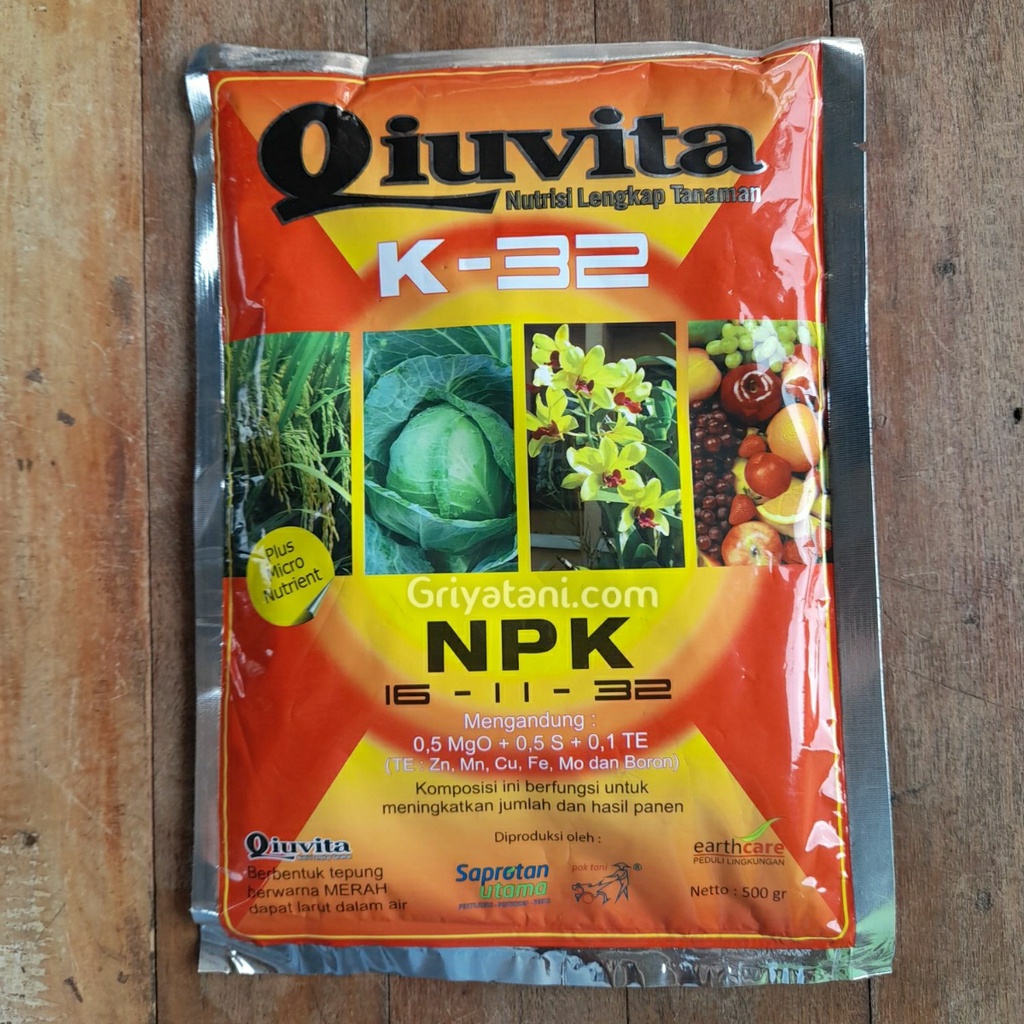 Qiuvita
Nutrisi Lengkap Tanaman
K-32
Plus
Micro
Nutrient
Griyatani.com
NPK
16 - 11 - 32
Mengandung :
0,5 MgO + 0,5 S + 0,1 TE
(TE : Zn, Mn, Cu, Fe, Mo dan Boron)
Komposisi ini berfungsi untuk
meningkatkan jumlah dan hasil panen
Diproduksi oleh :
Qiuvita
Berbentuk tepung
berwarna MERAH
dapat larut dalam air
Saprotan
utama
pok tani ®
earthcare
PEDULI LINGKUNGAN
Netto : 500 gr